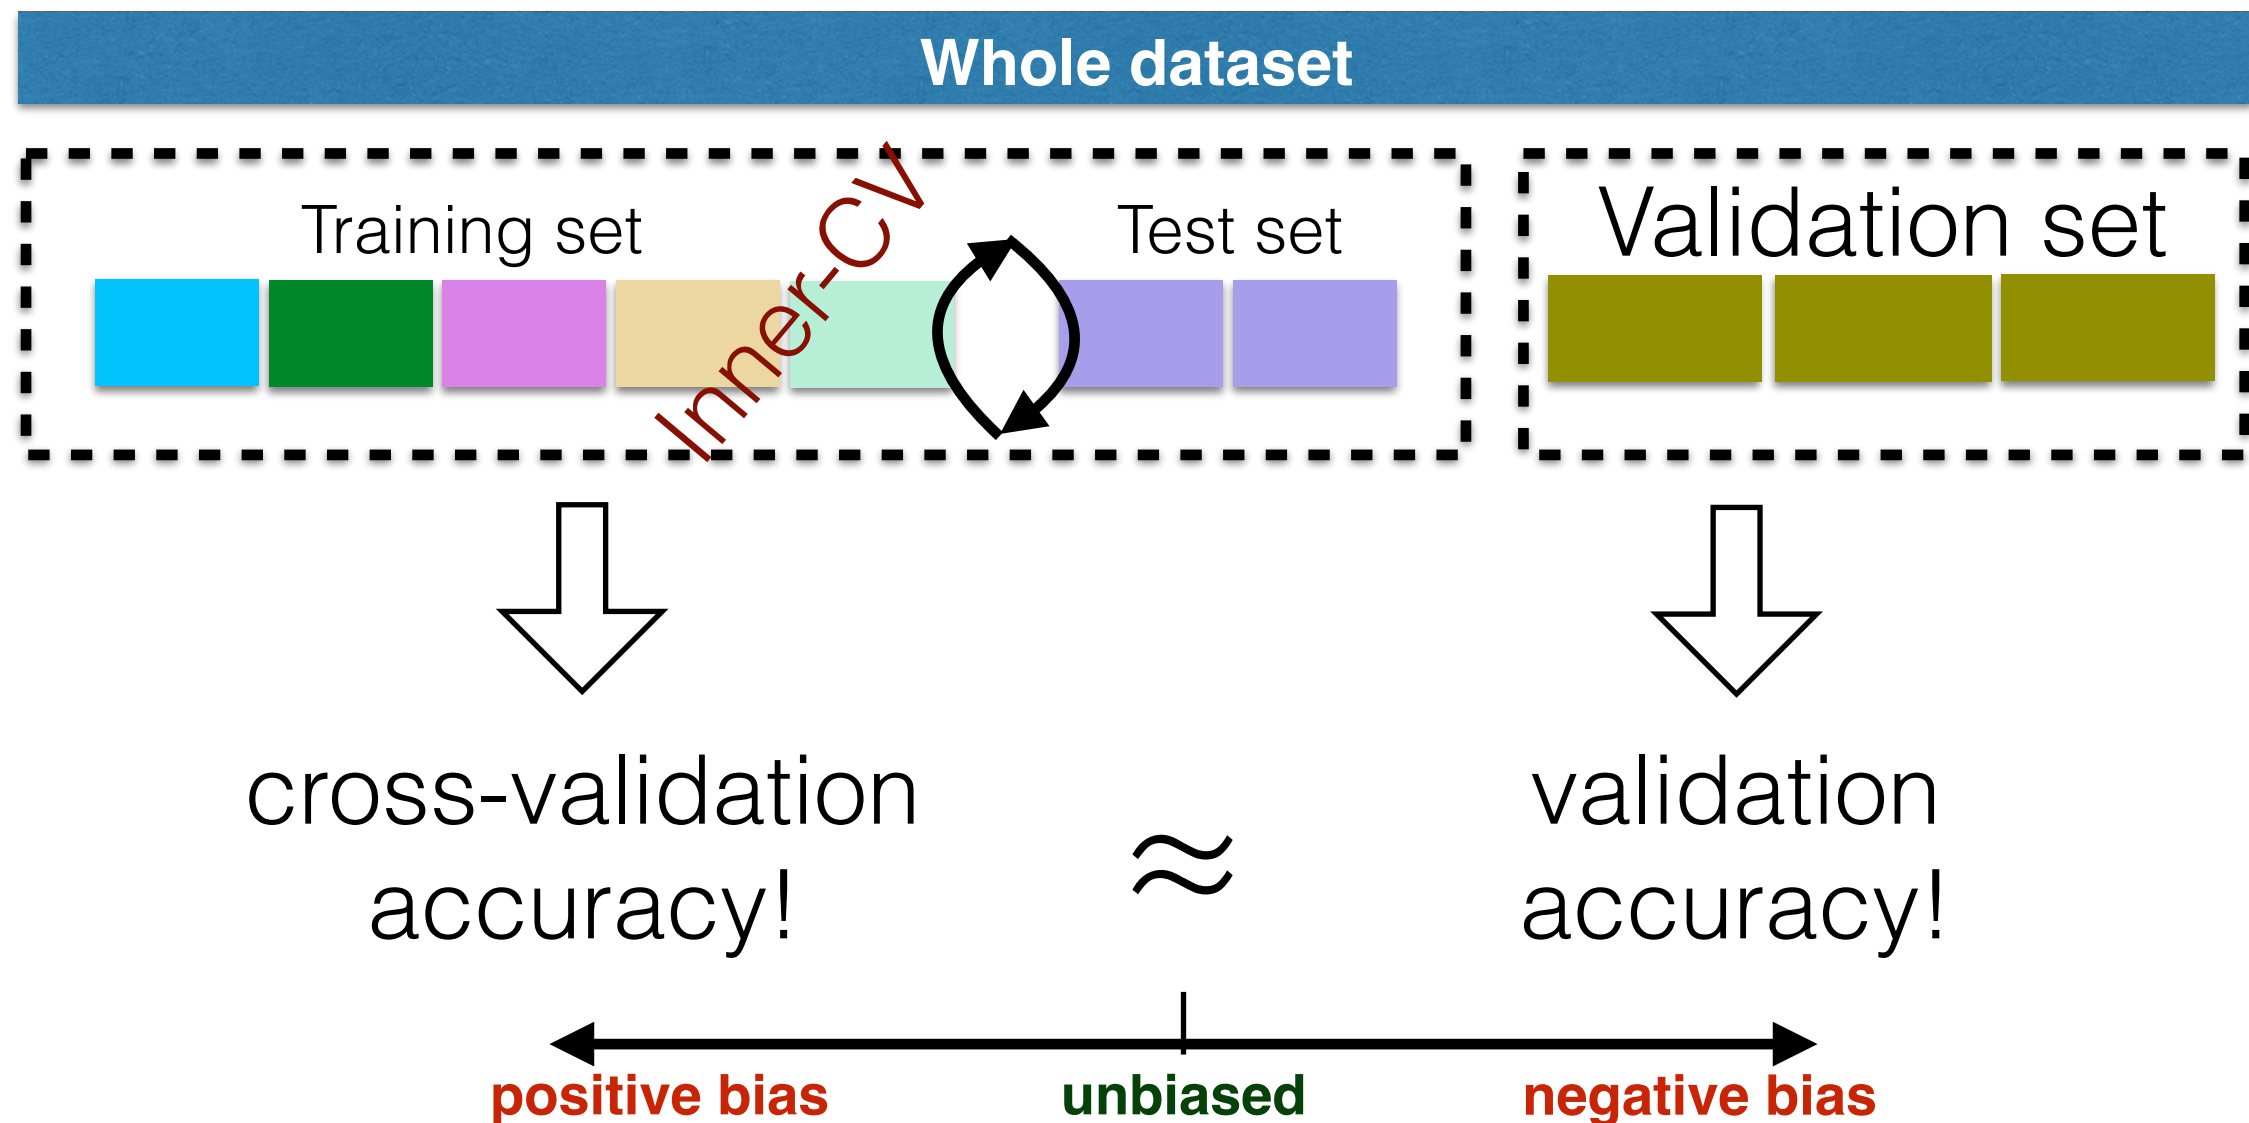 Whole dataset
Training set
Inner-CV
Test set
Validation set
cross-validation
accuracy!
≈
validation
accuracy!
positive bias
unbiased
negative bias